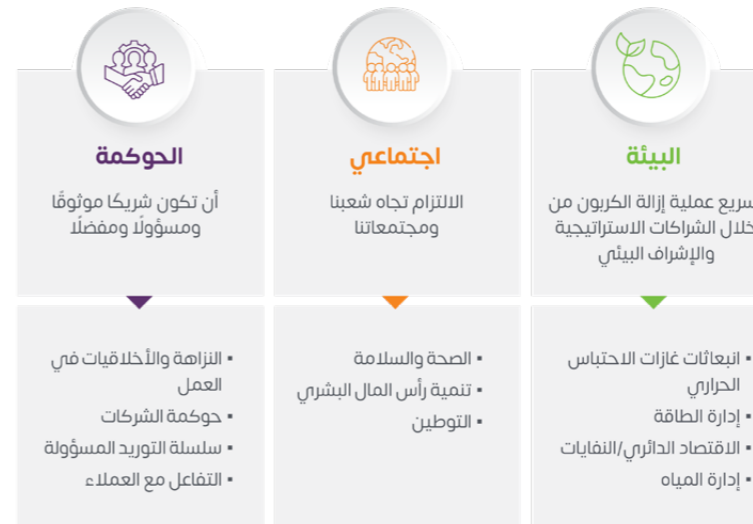 البيئة
سريع عملية إزالة الكربون من
خلال الشراكات الاستراتيجية
والإشراف البيئي
▪ انبعاثات غازات الاحتباس
الحراري
▪ إدارة الطاقة
▪ الاقتصاد الدائري/النفايات
▪ إدارة المياه
اجتماعي
الالتزام تجاه شعبنا
ومجتمعاتنا
▪ الصحة والسلامة
▪ تنمية رأس المال البشري
▪ التوطين
الحوكمة
أن تكون شريكًا موثوقًا
ومسؤولًا ومفضلًا
▪ النزاهة والأخلاقيات في
العمل
▪ حوكمة الشركات
▪ سلسلة التوريد المسؤولة
▪ التفاعل مع العملاء